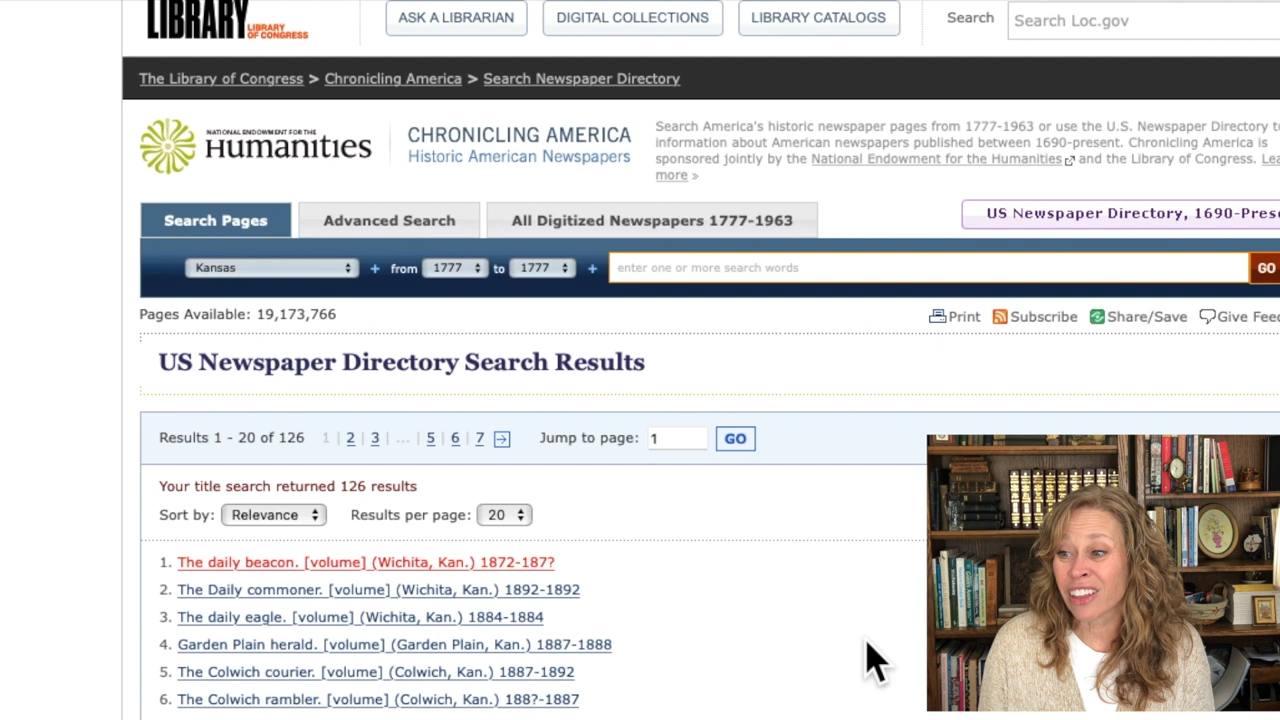 LIBRARY
LIBRARY
OF CONGRESS
ASK A LIBRARIAN
DIGITAL COLLECTIONS
LIBRARY CATALOGS
Search
Search Loc.gov
The Library of Congress > Chronicling America > Search Newspaper Directory
NATIONAL ENDOWMENT FOR THE
Humanities
CHRONICLING AMERICA
Historic American Newspapers
Search America's historic newspaper pages from 1777-1963 or use the U.S. Newspaper Directory to
information about American newspapers published between 1690-present. Chronicling America is
sponsored jointly by the National Endowment for the Humanities and the Library of Congress. Lea
more »
Search Pages
Advanced Search
All Digitized Newspapers 1777-1963
US Newspaper Directory, 1690-Prese
Kansas + from 1777 to 1777 + enter one or more search words GO
Pages Available: 19,173,766
Print
Subscribe
Share/Save
Give Feed
US Newspaper Directory Search Results
Results 1 - 20 of 126 1 | 2 | 3 | ... | 5 | 6 | 7 Jump to page: 1 GO
Your title search returned 126 results
Sort by: Relevance Results per page: 20
1. The daily beacon. [volume] (Wichita, Kan.) 1872-187?
2. The Daily commoner. [volume] (Wichita, Kan.) 1892-1892
3. The daily eagle. [volume] (Wichita, Kan.) 1884-1884
4. Garden Plain herald. [volume] (Garden Plain, Kan.) 1887-1888
5. The Colwich courier. [volume] (Colwich, Kan.) 1887-1892
6. The Colwich rambler. [volume] (Colwich, Kan.) 188?-1887